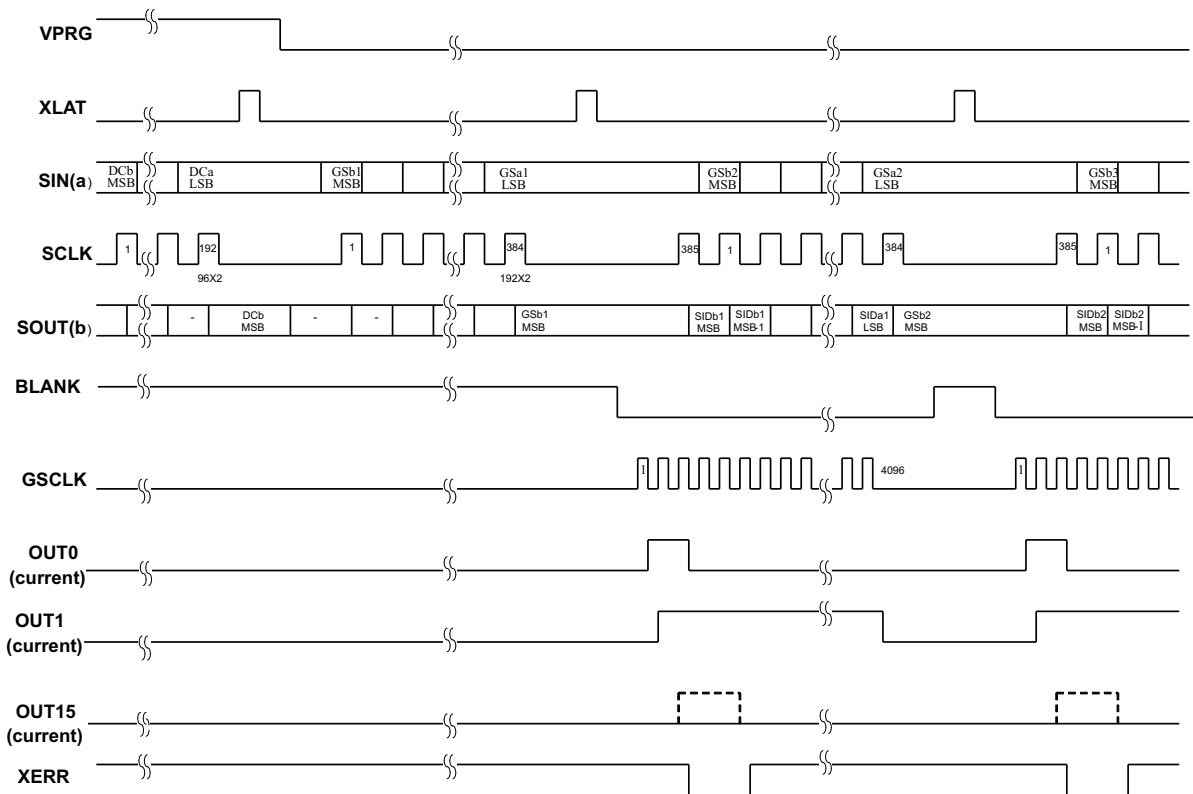 VPRG
XLAT
SIN(a)
DCb
MSB
DCa
LSB
GSb1
MSB
GSa1
LSB
GSb2
MSB
GSa2
LSB
GSb3
MSB
SCLK
1
192
1
384
385
1
384
385
1
96X2
192X2
SOUT(b)
-
DCb
MSB
-
-
GSb1
MSB
SIDb1
MSB
SIDb1
MSB-1
SIDa1
LSB
GSb2
MSB
SIDb2
MSB
SIDb2
MSB-1
BLANK
GSCLK
1
4096
1
OUT0
(current)
OUT1
(current)
OUT15
(current)
XERR